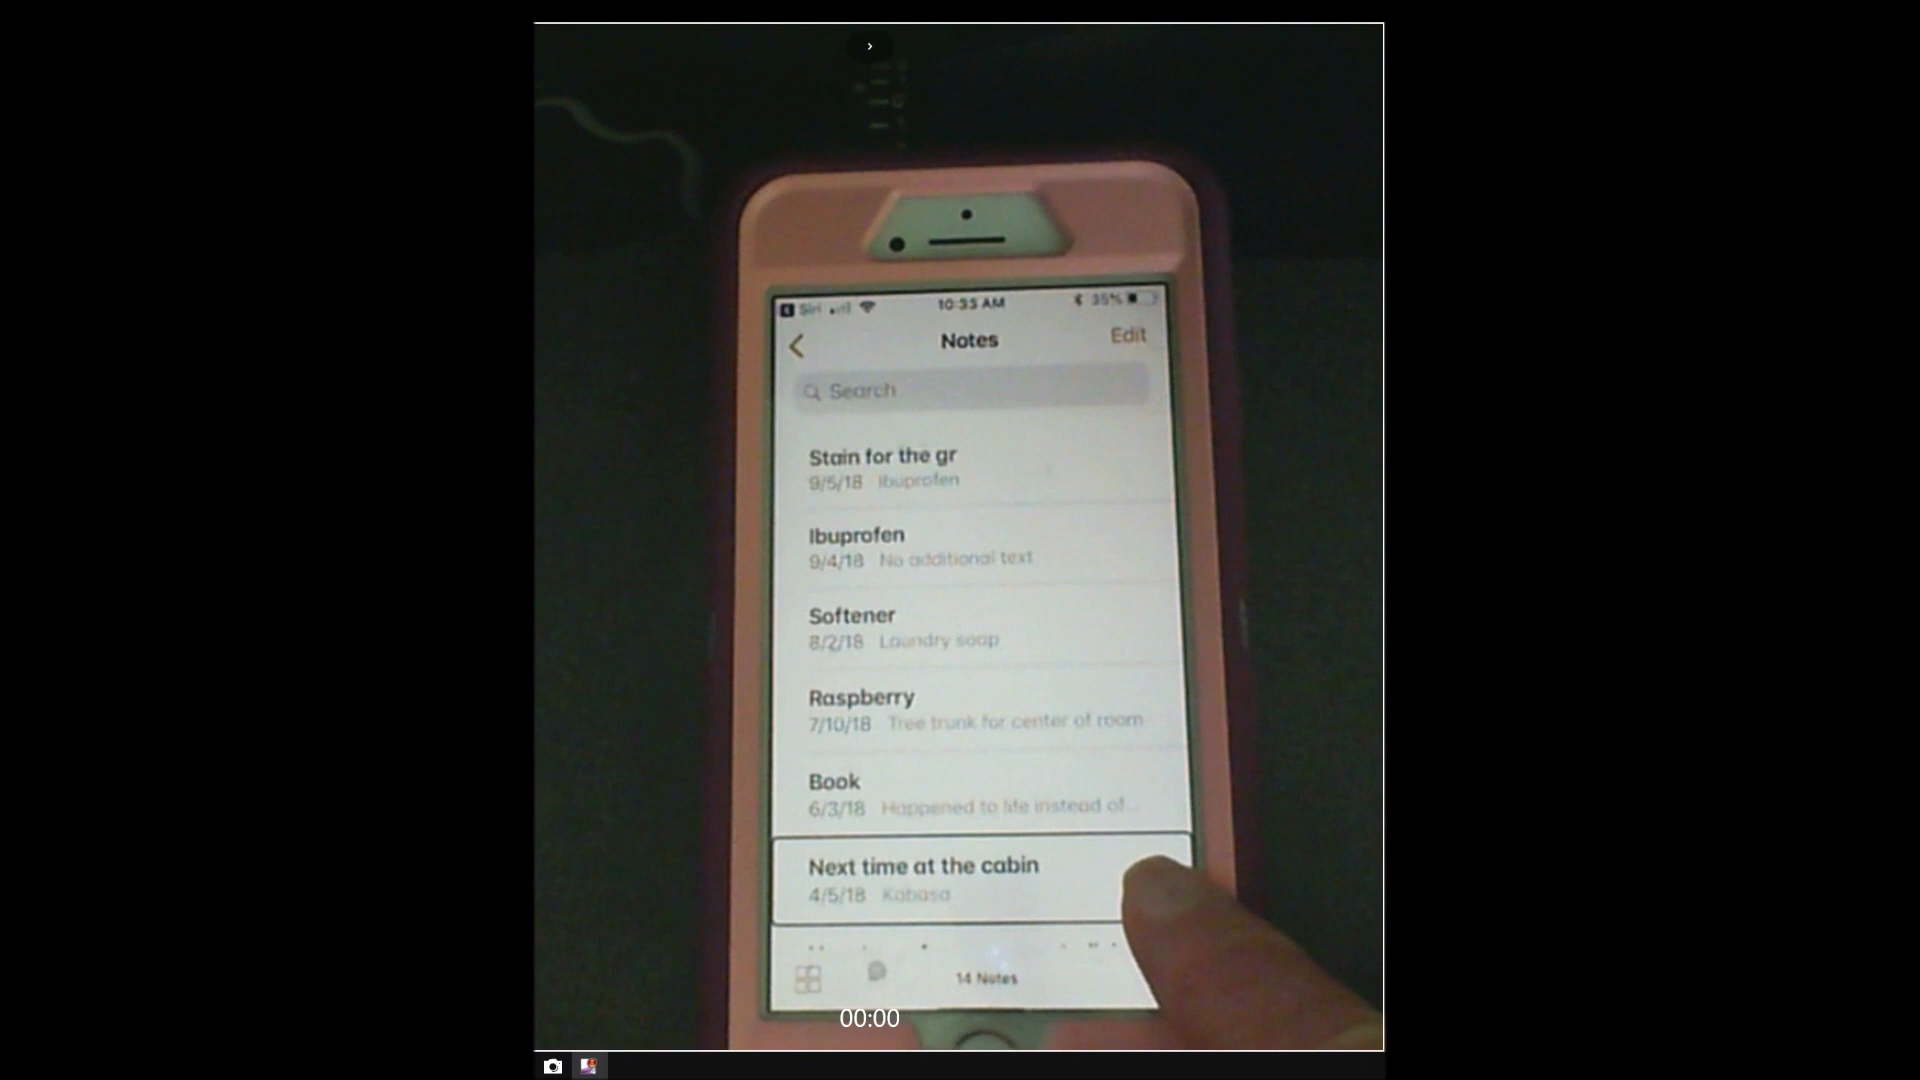 ›
Siri 10:33 AM 35%
Notes Edit
Search
Stain for the gr
9/5/18 Ibuprofen
Ibuprofen
9/4/18 No additional text
Softener
8/2/18 Laundry soap
Raspberry
7/10/18 Tree trunk for center of room
Book
6/3/18 Happened to life instead of...
Next time at the cabin
4/5/18 Kabasa
14 Notes
00:00